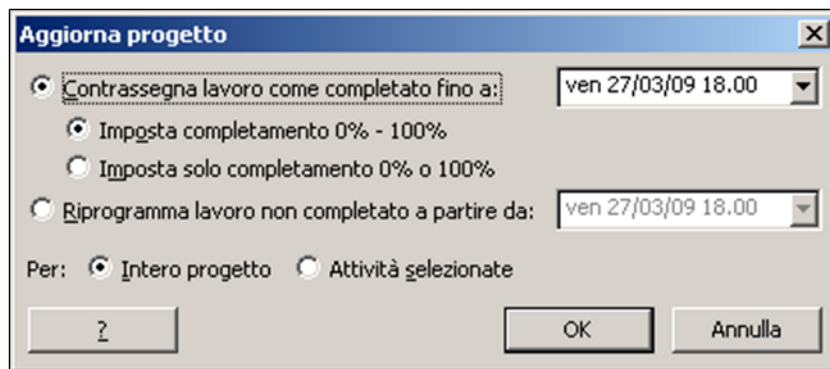 Aggiorna progetto
Contrassegna lavoro come completato fino a: ven 27/03/09 18.00
Imposta completamento 0% - 100%
Imposta solo completamento 0% o 100%
Riprogramma lavoro non completato a partire da: ven 27/03/09 18.00
Per: Intero progetto Attività selezionate
? OK Annulla